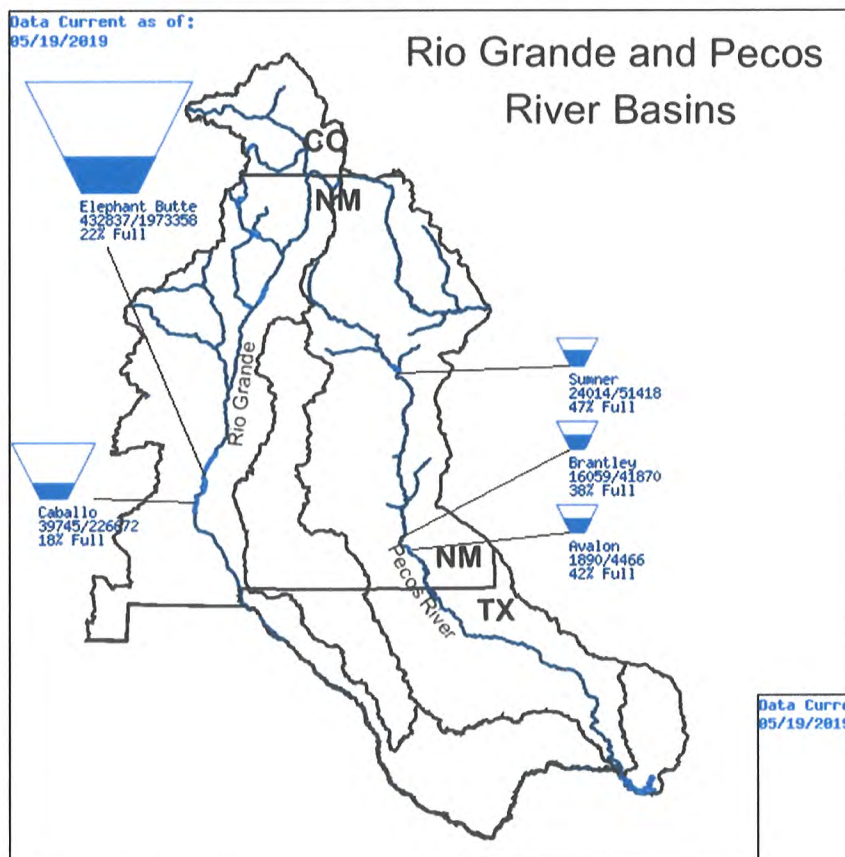 Data Current as of:
05/19/2019
Rio Grande and Pecos
River Basins
CO
NM
Elephant Butte
432837/1973358
22% Full
Rio Grande
Sumner
24014/51418
47% Full
Brantley
16059/41870
38% Full
Caballo
39745/226672
18% Full
Avalon
1890/4466
42% Full
NM
TX
Pecos River
Data Curre
05/19/2019